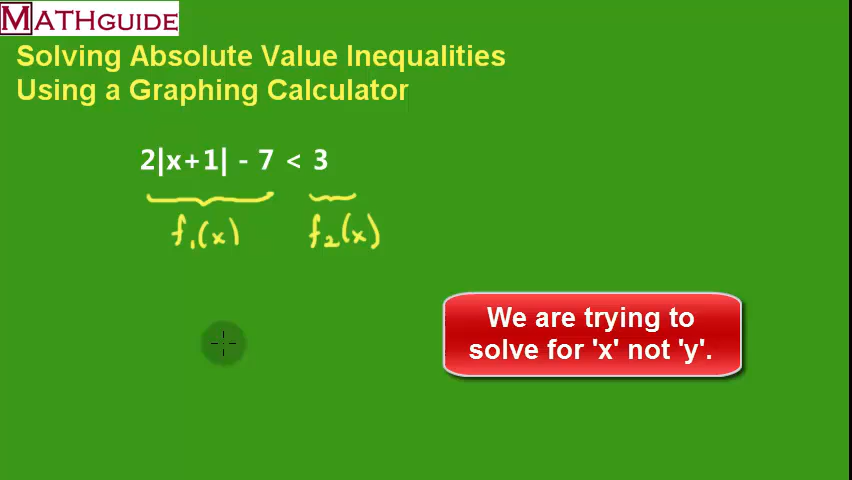 MATHGUIDE
Solving Absolute Value Inequalities
Using a Graphing Calculator
2|x+1| - 7 < 3
f₁(x) f₂(x)
We are trying to
solve for 'x' not 'y'.